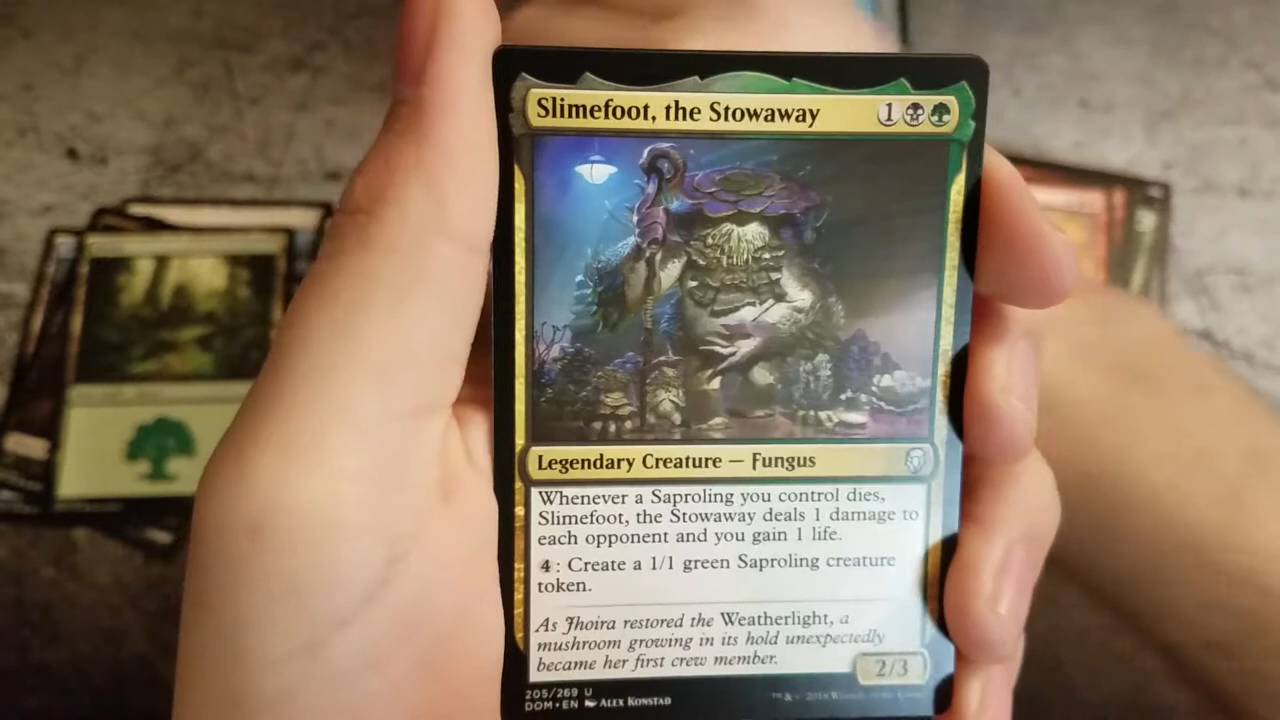 Slimefoot, the Stowaway 1
Legendary Creature — Fungus
Whenever a Saproling you control dies,
Slimefoot, the Stowaway deals 1 damage to
each opponent and you gain 1 life.
4: Create a 1/1 green Saproling creature
token.
As Jhoira restored the Weatherlight, a
mushroom growing in its hold unexpectedly
became her first crew member.
2/3
205/269 U
DOM • EN ALEX KONSTAD
™ & 2018